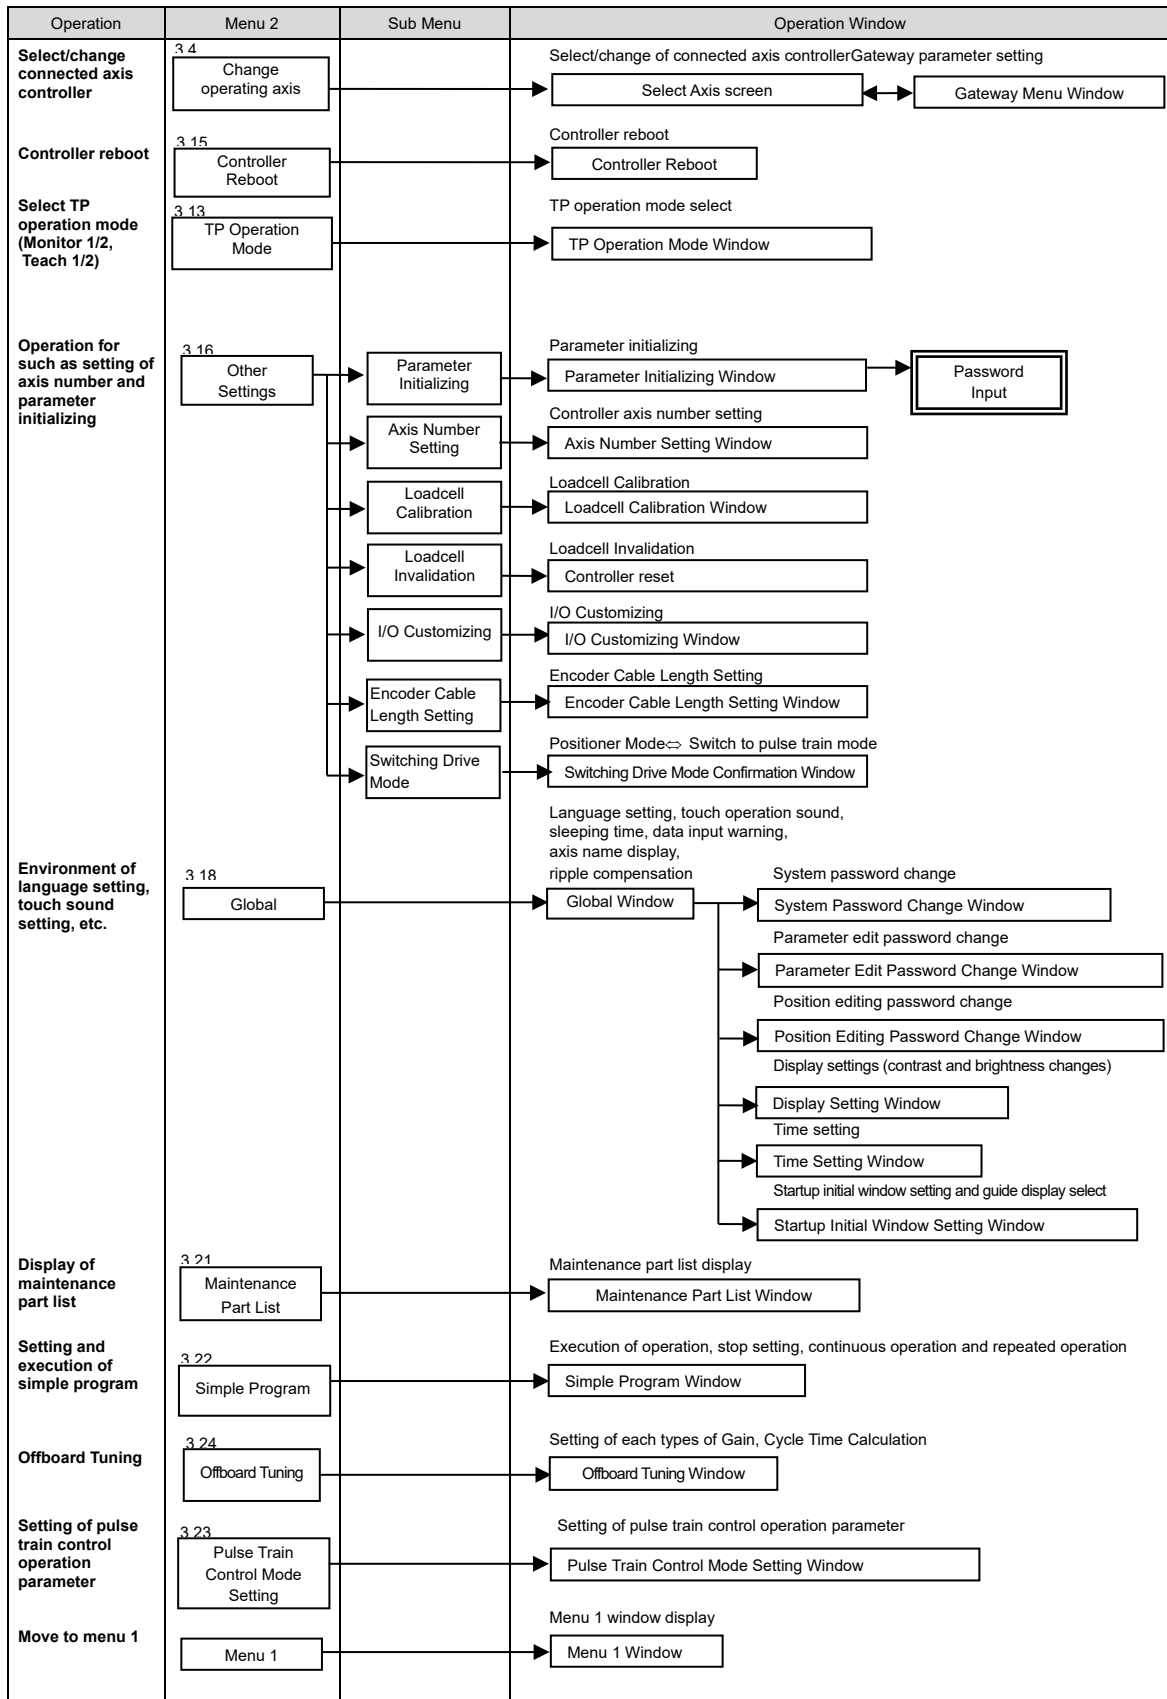 Operation
Menu 2
Sub Menu
Operation Window
Select/change
connected axis
controller
3.4
Change
operating axis
Select/change of connected axis controllerGateway parameter setting
Select Axis screen
Gateway Menu Window
Controller reboot
3.15
Controller
Reboot
Controller reboot
Controller Reboot
Select TP
operation mode
(Monitor 1/2,
Teach 1/2)
3.13
TP Operation
Mode
TP operation mode select
TP Operation Mode Window
Operation for
such as setting of
axis number and
parameter
initializing
3.16
Other
Settings
Parameter
Initializing
Parameter initializing
Parameter Initializing Window
Password
Input
Axis Number
Setting
Controller axis number setting
Axis Number Setting Window
Loadcell
Calibration
Loadcell Calibration
Loadcell Calibration Window
Loadcell
Invalidation
Loadcell Invalidation
Controller reset
I/O Customizing
I/O Customizing
I/O Customizing Window
Encoder Cable
Length Setting
Encoder Cable Length Setting
Encoder Cable Length Setting Window
Switching Drive
Mode
Positioner Mode⇔ Switch to pulse train mode
Switching Drive Mode Confirmation Window
Environment of
language setting,
touch sound
setting, etc.
3.18
Global
Language setting, touch operation sound,
sleeping time, data input warning,
axis name display,
ripple compensation
Global Window
System password change
System Password Change Window
Parameter edit password change
Parameter Edit Password Change Window
Position editing password change
Position Editing Password Change Window
Display settings (contrast and brightness changes)
Display Setting Window
Time setting
Time Setting Window
Startup initial window setting and guide display select
Startup Initial Window Setting Window
Display of
maintenance
part list
3.21
Maintenance
Part List
Maintenance part list display
Maintenance Part List Window
Setting and
execution of
simple program
3.22
Simple Program
Execution of operation, stop setting, continuous operation and repeated operation
Simple Program Window
Offboard Tuning
3.24
Offboard Tuning
Setting of each types of Gain, Cycle Time Calculation
Offboard Tuning Window
Setting of pulse
train control
operation
parameter
3.23
Pulse Train
Control Mode
Setting
Setting of pulse train control operation parameter
Pulse Train Control Mode Setting Window
Move to menu 1
Menu 1
Menu 1 window display
Menu 1 Window